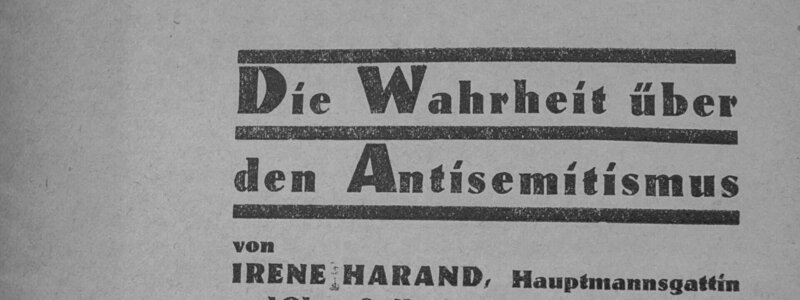 Die Wahrheit über
den Antisemitismus
von
IRENE HARAND, Hauptmannsgattin